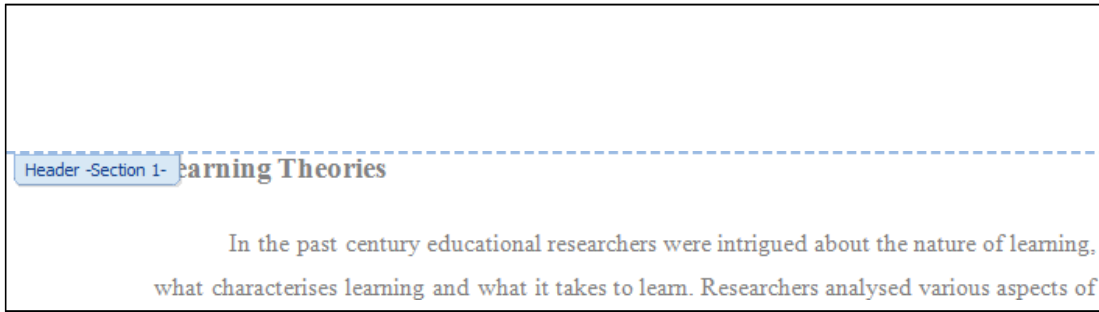 Header -Section 1- earning Theories
In the past century educational researchers were intrigued about the nature of learning,
what characterises learning and what it takes to learn. Researchers analysed various aspects of